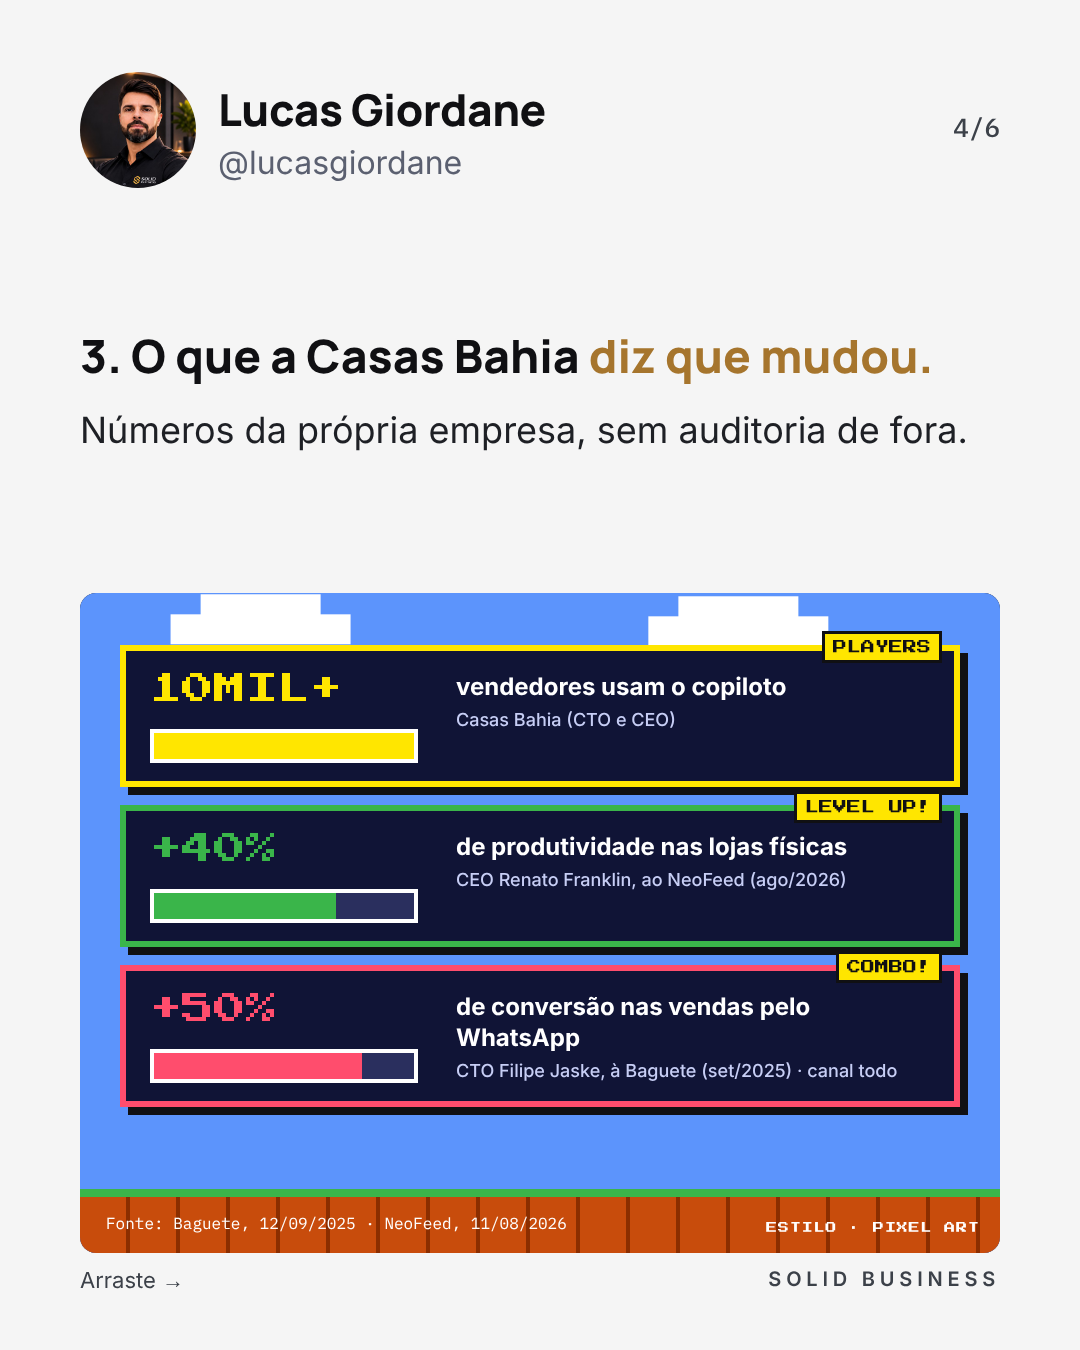 Lucas Giordane
@lucasgiordane
4/6
3. O que a Casas Bahia diz que mudou.
Números da própria empresa, sem auditoria de fora.
PLAYERS
10MIL+
vendedores usam o copiloto
Casas Bahia (CTO e CEO)
LEVEL UP!
+40%
de produtividade nas lojas físicas
CEO Renato Franklin, ao NeoFeed (ago/2026)
COMBO!
+50%
de conversão nas vendas pelo
WhatsApp
CTO Filipe Jaske, à Baguete (set/2025) · canal todo
Fonte: Baguete, 12/09/2025 · NeoFeed, 11/08/2026
ESTILO · PIXEL ART
Arraste →
SOLID BUSINESS